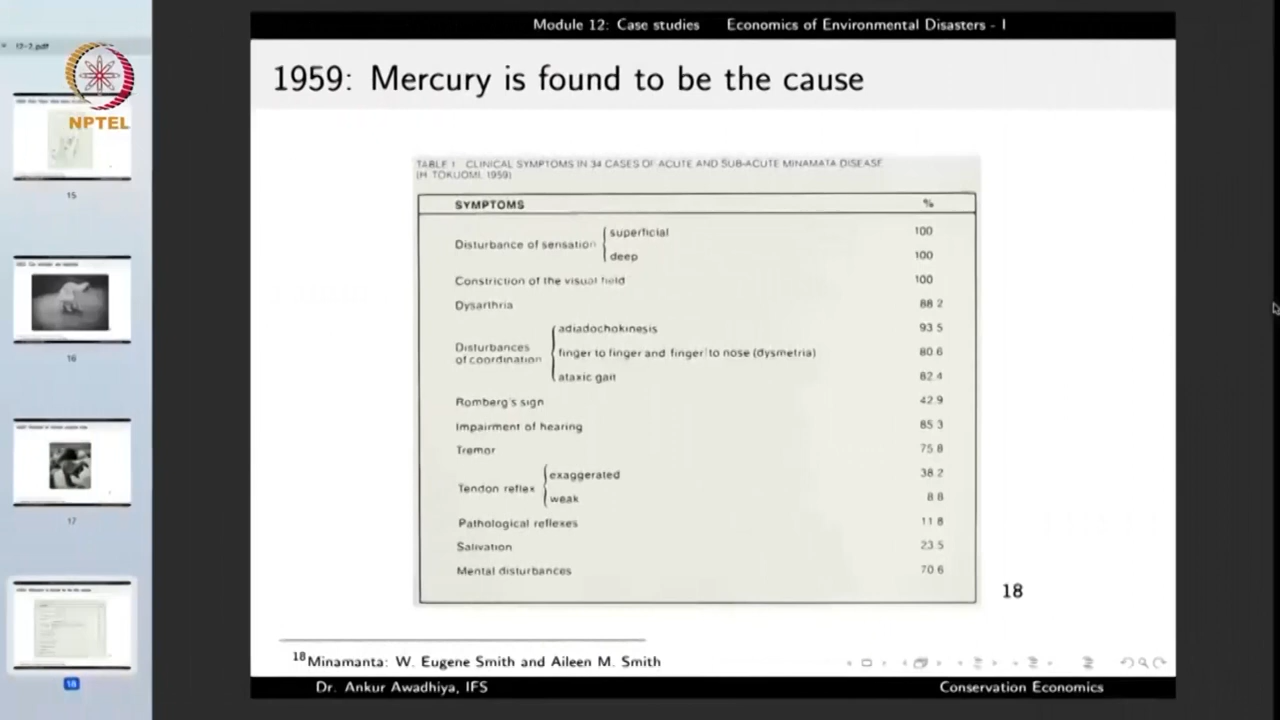 Module 12: Case studies Economics of Environmental Disasters - I
12-2.pdf
NPTEL
1959: Mercury is found to be the cause
TABLE 1 CLINICAL SYMPTOMS IN 34 CASES OF ACUTE AND SUB-ACUTE MINAMATA DISEASE
(H. TOKUOMI, 1959)
SYMPTOMS %
Disturbance of sensation superficial 100
deep 100
Constriction of the visual field 100
Dysarthria 88.2
Disturbances of coordination adiadochokinesis 93.5
finger to finger and finger to nose (dysmetria) 80.6
ataxic gait 82.4
Romberg's sign 42.9
Impairment of hearing 85.3
Tremor 75.8
Tendon reflex exaggerated 38.2
weak 8.8
Pathological reflexes 11.8
Salivation 23.5
Mental disturbances 70.6
18
18 Minamanta: W. Eugene Smith and Aileen M. Smith
Dr. Ankur Awadhiya, IFS Conservation Economics
15
16
17
18